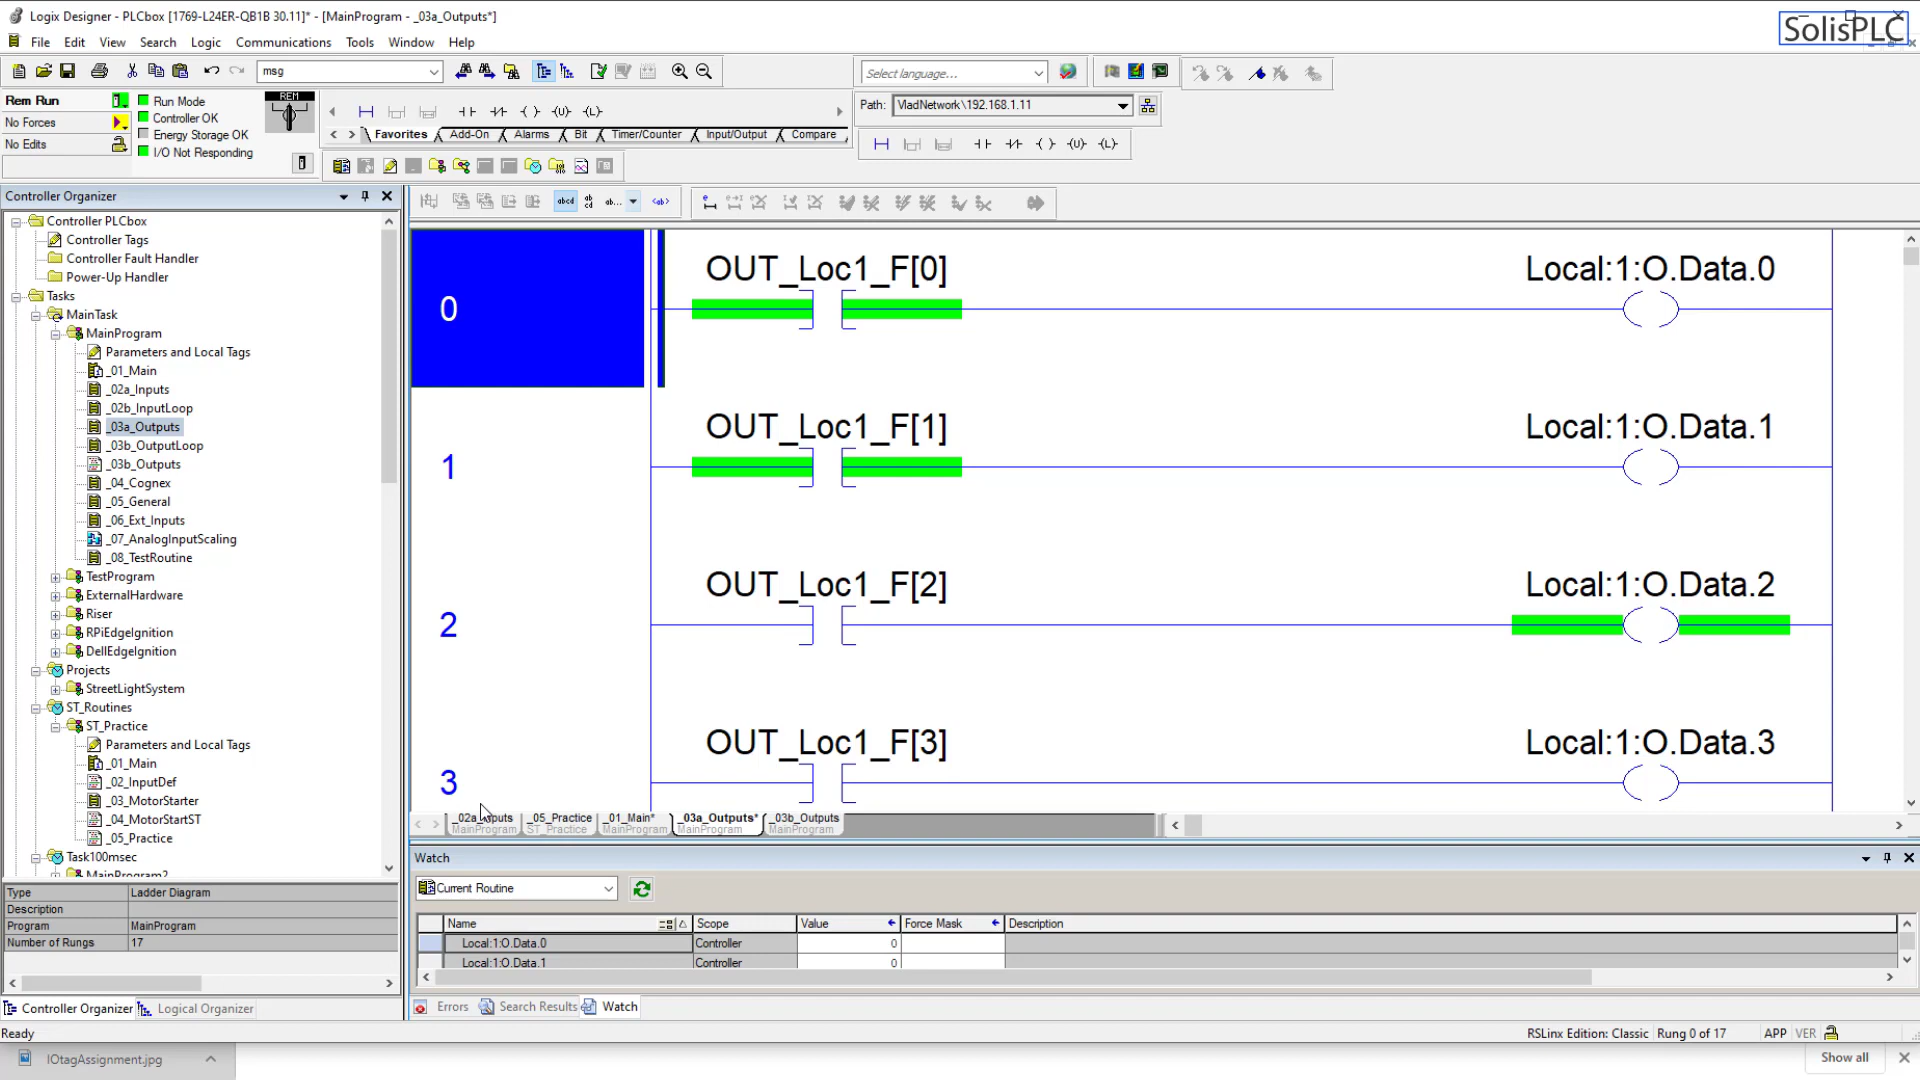 Logix Designer - PLCbox [1769-L24ER-QB1B 30.11]* - [MainProgram - _03a_Outputs*]
SolisPLC
File Edit View Search Logic Communications Tools Window Help
msg
Select language...
Rem Run
No Forces
No Edits
Run Mode
Controller OK
Energy Storage OK
I/O Not Responding
REM
Favorites Add-On Alarms Bit Timer/Counter Input/Output Compare
Path: VladNetwork\192.168.1.11
Controller Organizer
Controller PLCbox
Controller Tags
Controller Fault Handler
Power-Up Handler
Tasks
MainTask
MainProgram
Parameters and Local Tags
_01_Main
_02a_Inputs
_02b_InputLoop
_03a_Outputs
_03b_OutputLoop
_03b_Outputs
_04_Cognex
_05_General
_06_Ext_Inputs
_07_AnalogInputScaling
_08_TestRoutine
TestProgram
ExternalHardware
Riser
RPiEdgeIgnition
DellEdgeIgnition
Projects
StreetLightSystem
ST_Routines
ST_Practice
Parameters and Local Tags
_01_Main
_02_InputDef
_03_MotorStarter
_04_MotorStartST
_05_Practice
Task100msec
MainProgram2
Type Ladder Diagram
Description
Program MainProgram
Number of Rungs 17
Controller Organizer Logical Organizer
0 OUT_Loc1_F[0] Local:1:O.Data.0
1 OUT_Loc1_F[1] Local:1:O.Data.1
2 OUT_Loc1_F[2] Local:1:O.Data.2
3 OUT_Loc1_F[3] Local:1:O.Data.3
_05_Practice _01_Main* _03a_Outputs* _03b_Outputs
MainProgram ST_Practice MainProgram MainProgram MainProgram
Watch
Current Routine
Name Scope Value Force Mask Description
Local:1:O.Data.0 Controller 0
Local:1:O.Data.1 Controller 0
Errors Search Results Watch
Ready RSLinx Edition: Classic Rung 0 of 17 APP VER
IOtagAssignment.jpg Show all